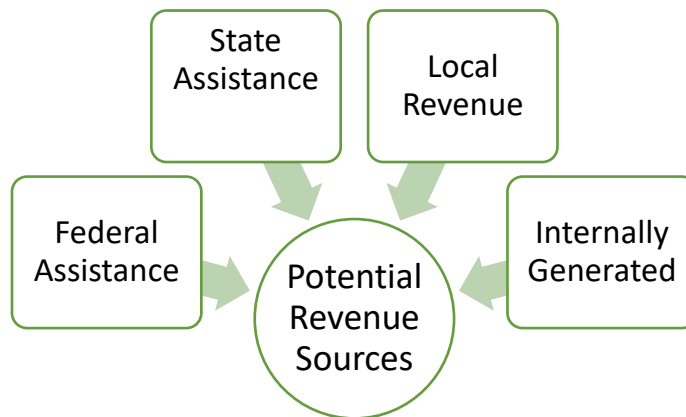 State
Assistance
Local
Revenue
Federal
Assistance
Internally
Generated
Potential
Revenue
Sources